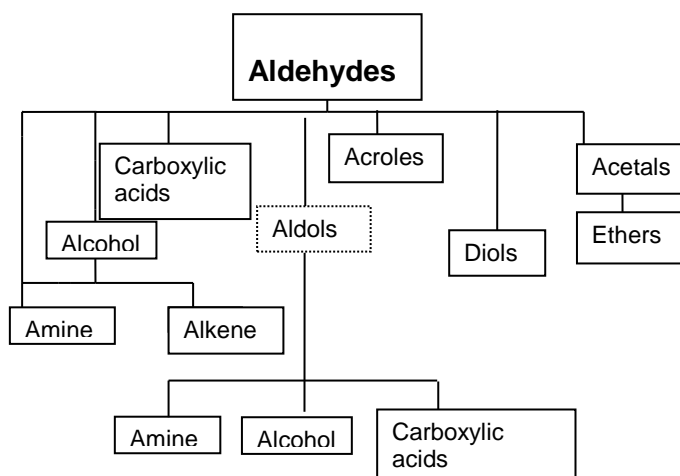 Aldehydes
Carboxylic
acids
Acroles
Acetals
Alcohol
Aldols
Diols
Ethers
Amine
Alkene
Amine
Alcohol
Carboxylic
acids